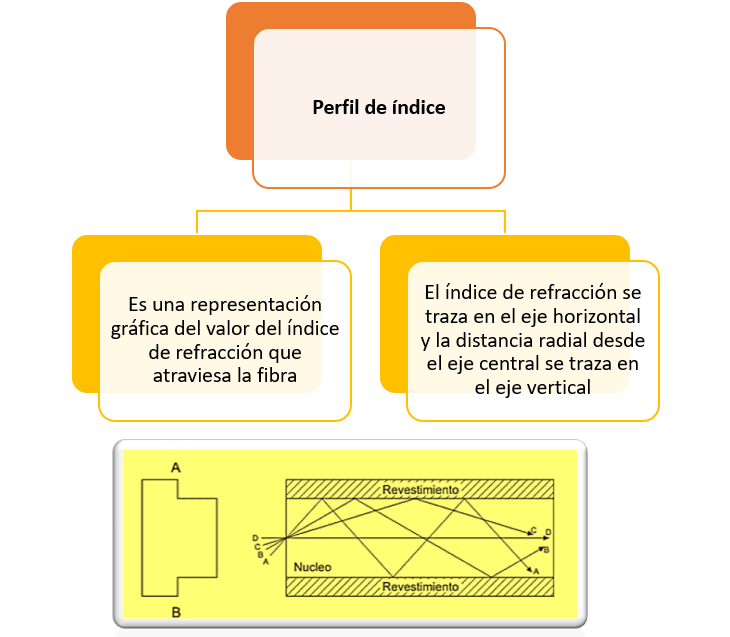 Perfil de índice
Es una representación
gráfica del valor del índice
de refracción que
atraviesa la fibra
El índice de refracción se
traza en el eje horizontal
y la distancia radial desde
el eje central se traza en
el eje vertical
A
B
Revestimiento
D
C
B
A
Nucleo
C
D
B
A
Revestimiento